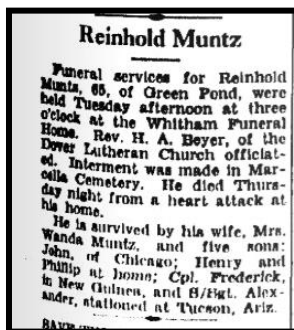 Reinhold Muntz
Funeral services for Reinhold
Muntz, 65, of Green Pond, were
held Tuesday afternoon at three
o'clock at the Whitham Funeral
Home. Rev. H. A. Beyer, of the
Dover Lutheran Church officiat-
ed. Interment was made in Mar-
cella Cemetery. He died Thurs-
day night from a heart attack at
his home.
He is survived by his wife, Mrs.
Wanda Muntz, and five sons:
John, of Chicago; Henry and
Philip at home; Cpl. Frederick,
in New Guinea, and S/Sgt. Alex-
ander, stationed at Tucson, Ariz.